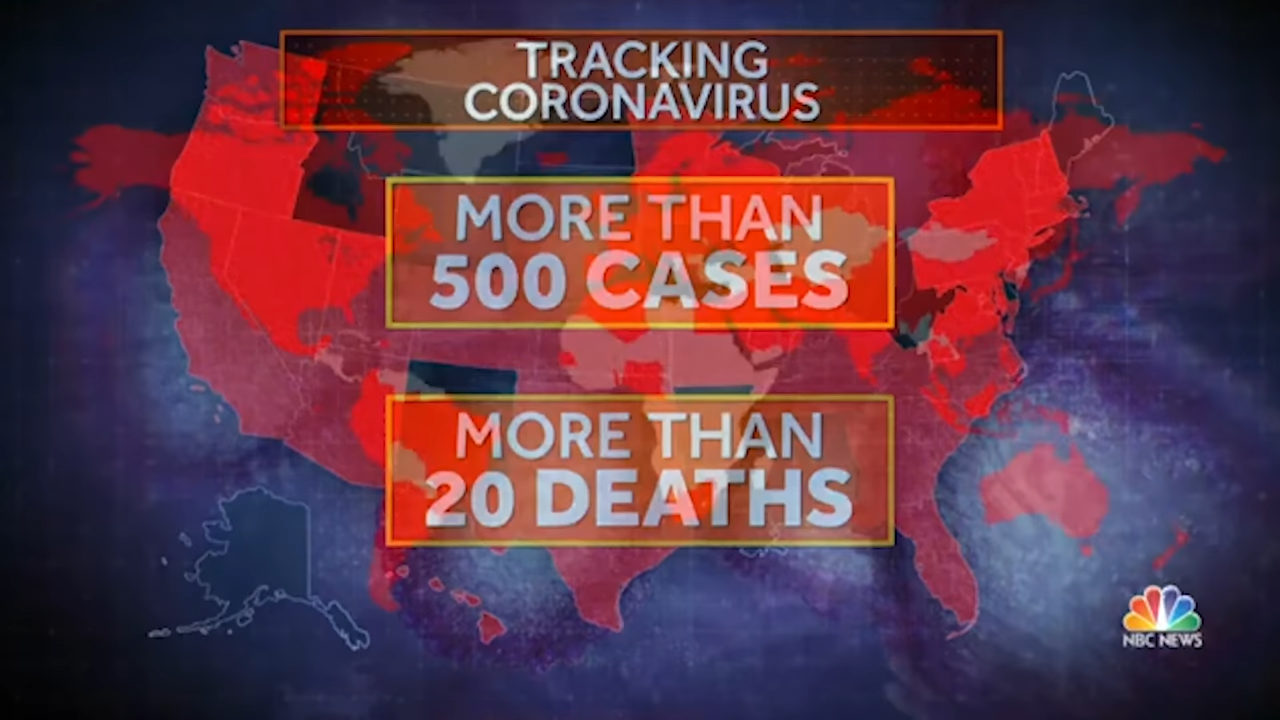 TRACKING
CORONAVIRUS
MORE THAN
500 CASES
MORE THAN
20 DEATHS
NBC NEWS